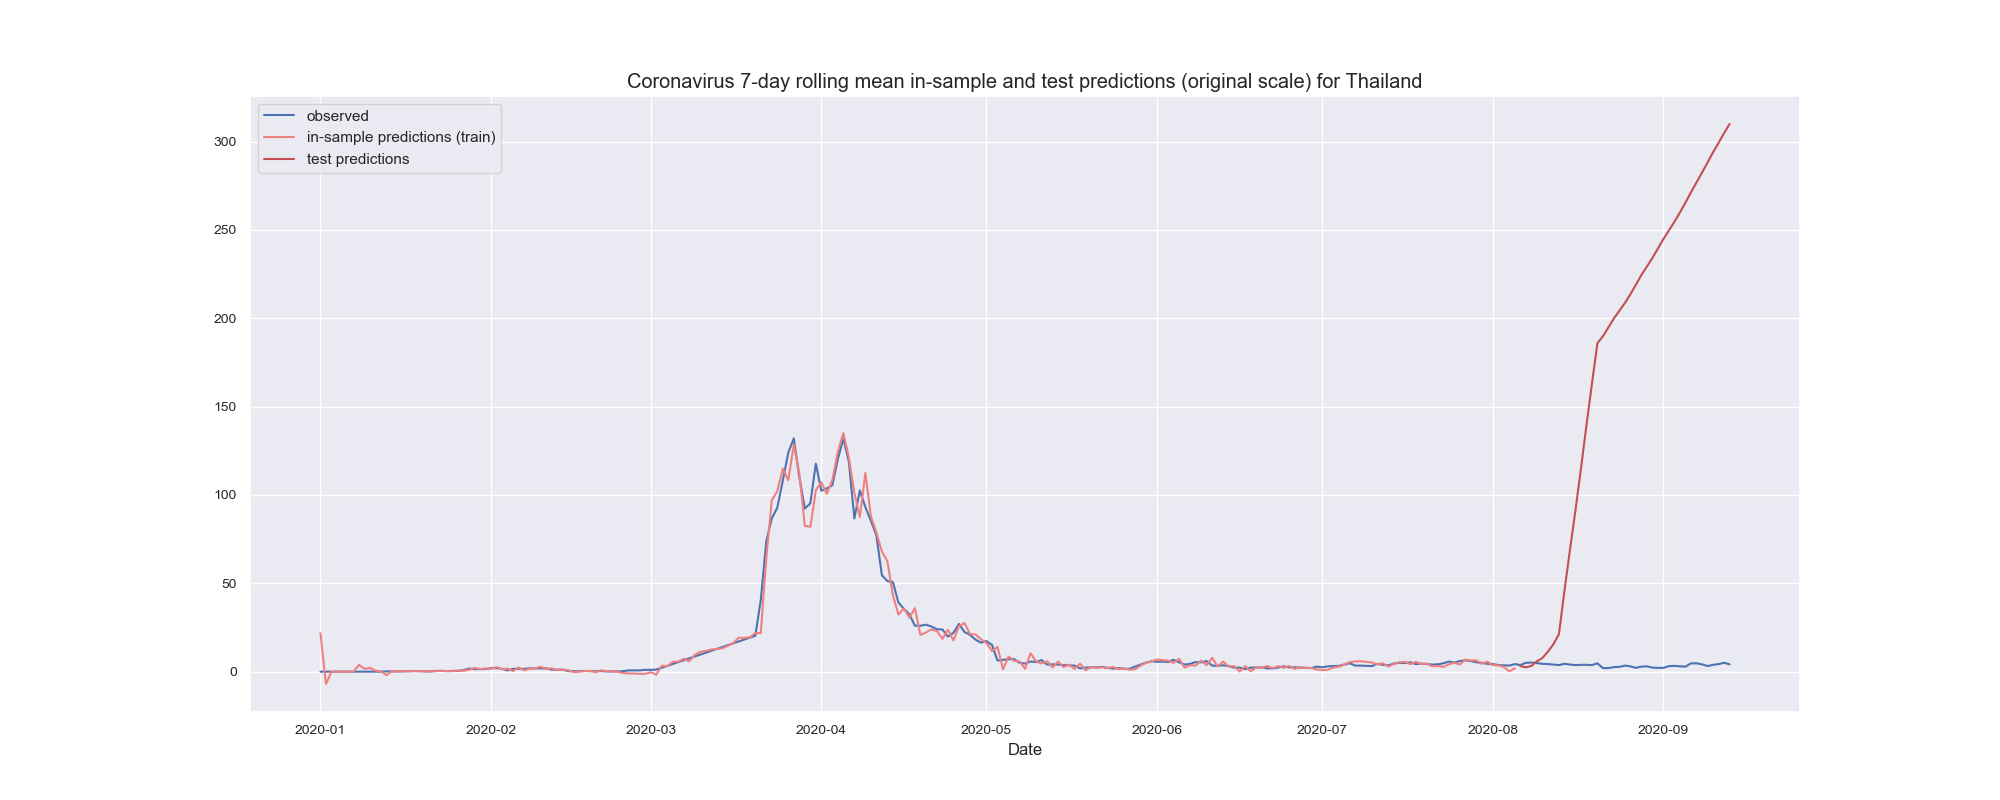 Coronavirus 7-day rolling mean in-sample and test predictions (original scale) for Thailand
observed
in-sample predictions (train)
test predictions
300
250
200
150
100
50
0
2020-01 2020-02 2020-03 2020-04 2020-05 2020-06 2020-07 2020-08 2020-09
Date